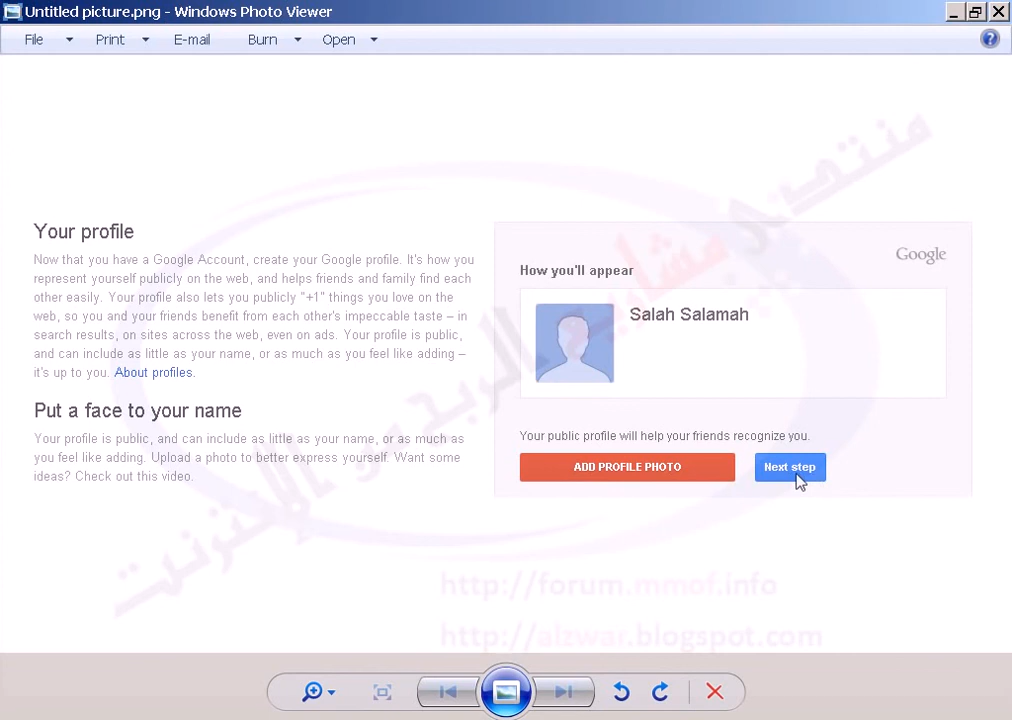 Untitled picture.png - Windows Photo Viewer
File Print E-mail Burn Open
Your profile
Now that you have a Google Account, create your Google profile. It's how you
represent yourself publicly on the web, and helps friends and family find each
other easily. Your profile also lets you publicly "+1" things you love on the
web, so you and your friends benefit from each other's impeccable taste – in
search results, on sites across the web, even on ads. Your profile is public,
and can include as little as your name, or as much as you feel like adding –
it's up to you. About profiles.
Put a face to your name
Your profile is public, and can include as little as your name, or as much as
you feel like adding. Upload a photo to better express yourself. Want some
ideas? Check out this video.
Google
How you'll appear
Salah Salamah
Your public profile will help your friends recognize you.
ADD PROFILE PHOTO Next step
منتدى مشاريع الربح من الإنترنت
http://forum.mmof.info
http://alzwar.blogspot.com